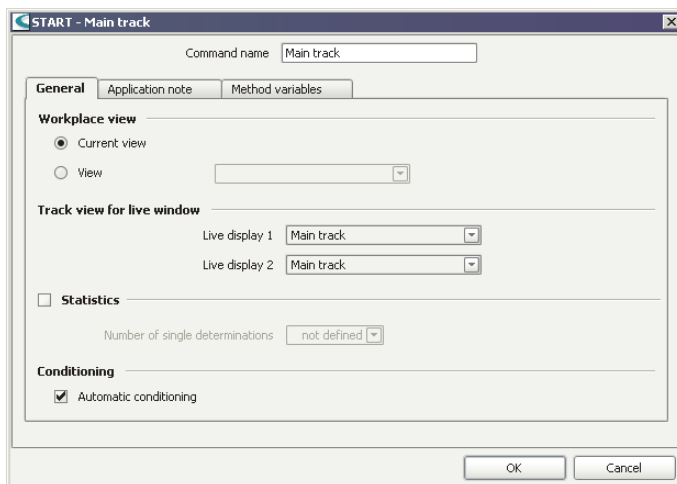 START - Main track
Command name Main track
General Application note Method variables
Workplace view
Current view
View
Track view for live window
Live display 1 Main track
Live display 2 Main track
Statistics
Number of single determinations not defined
Conditioning
Automatic conditioning
OK Cancel